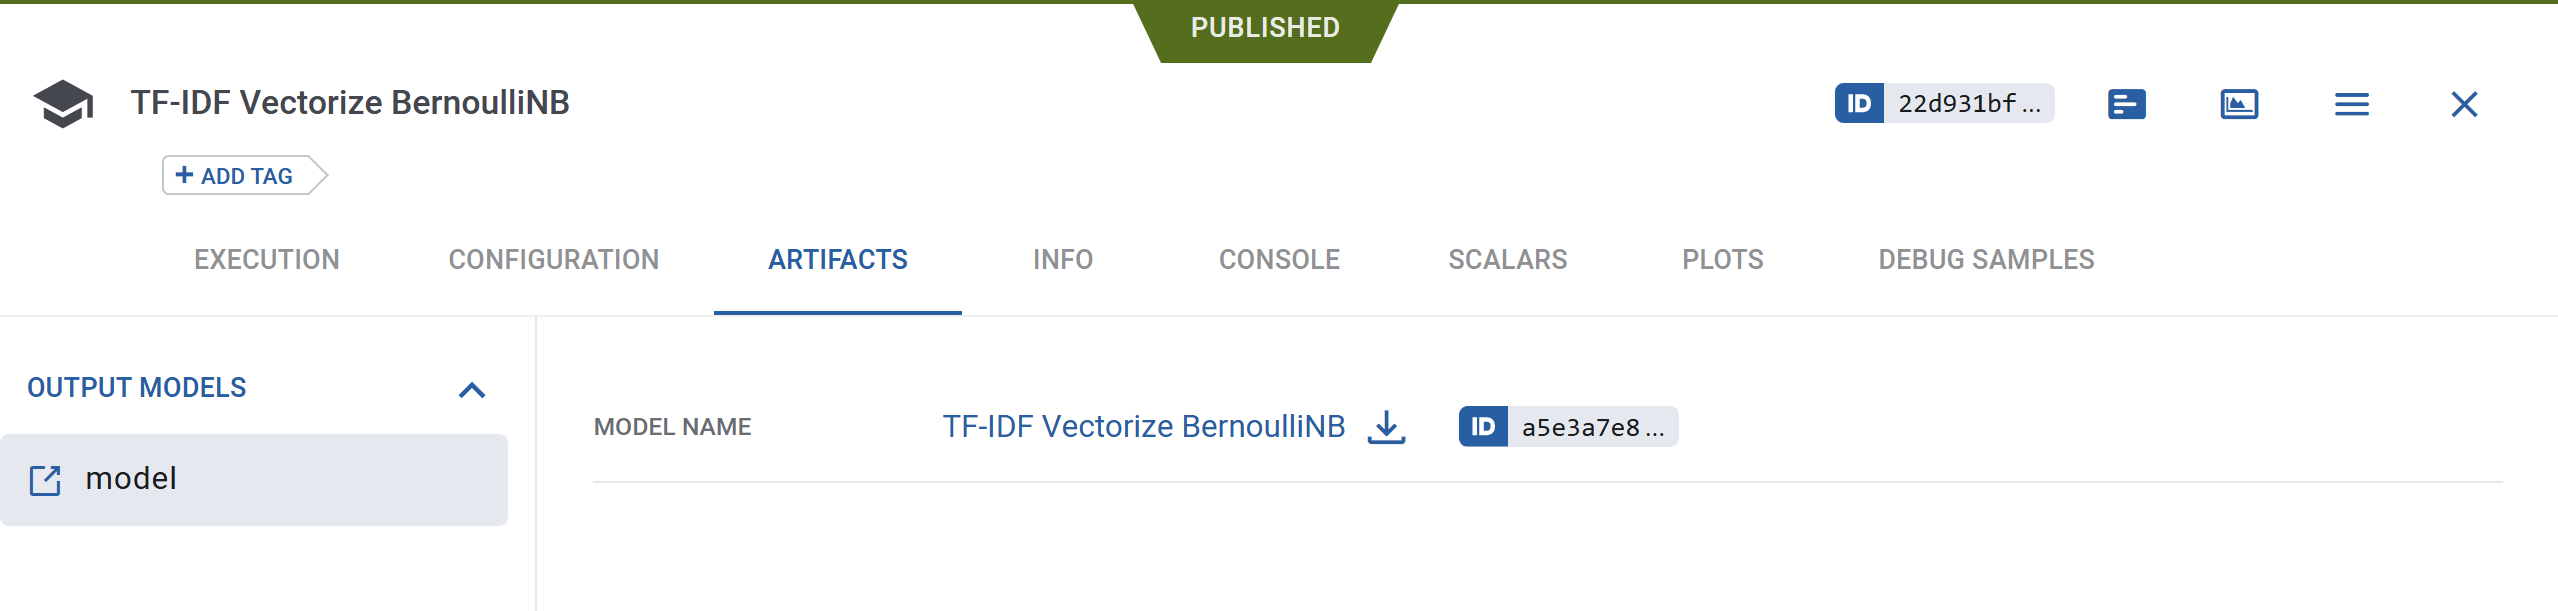 PUBLISHED
TF-IDF Vectorize BernoulliNB
ID 22d931bf...
+ ADD TAG
EXECUTION CONFIGURATION ARTIFACTS INFO CONSOLE SCALARS PLOTS DEBUG SAMPLES
OUTPUT MODELS
model
MODEL NAME TF-IDF Vectorize BernoulliNB ID a5e3a7e8...